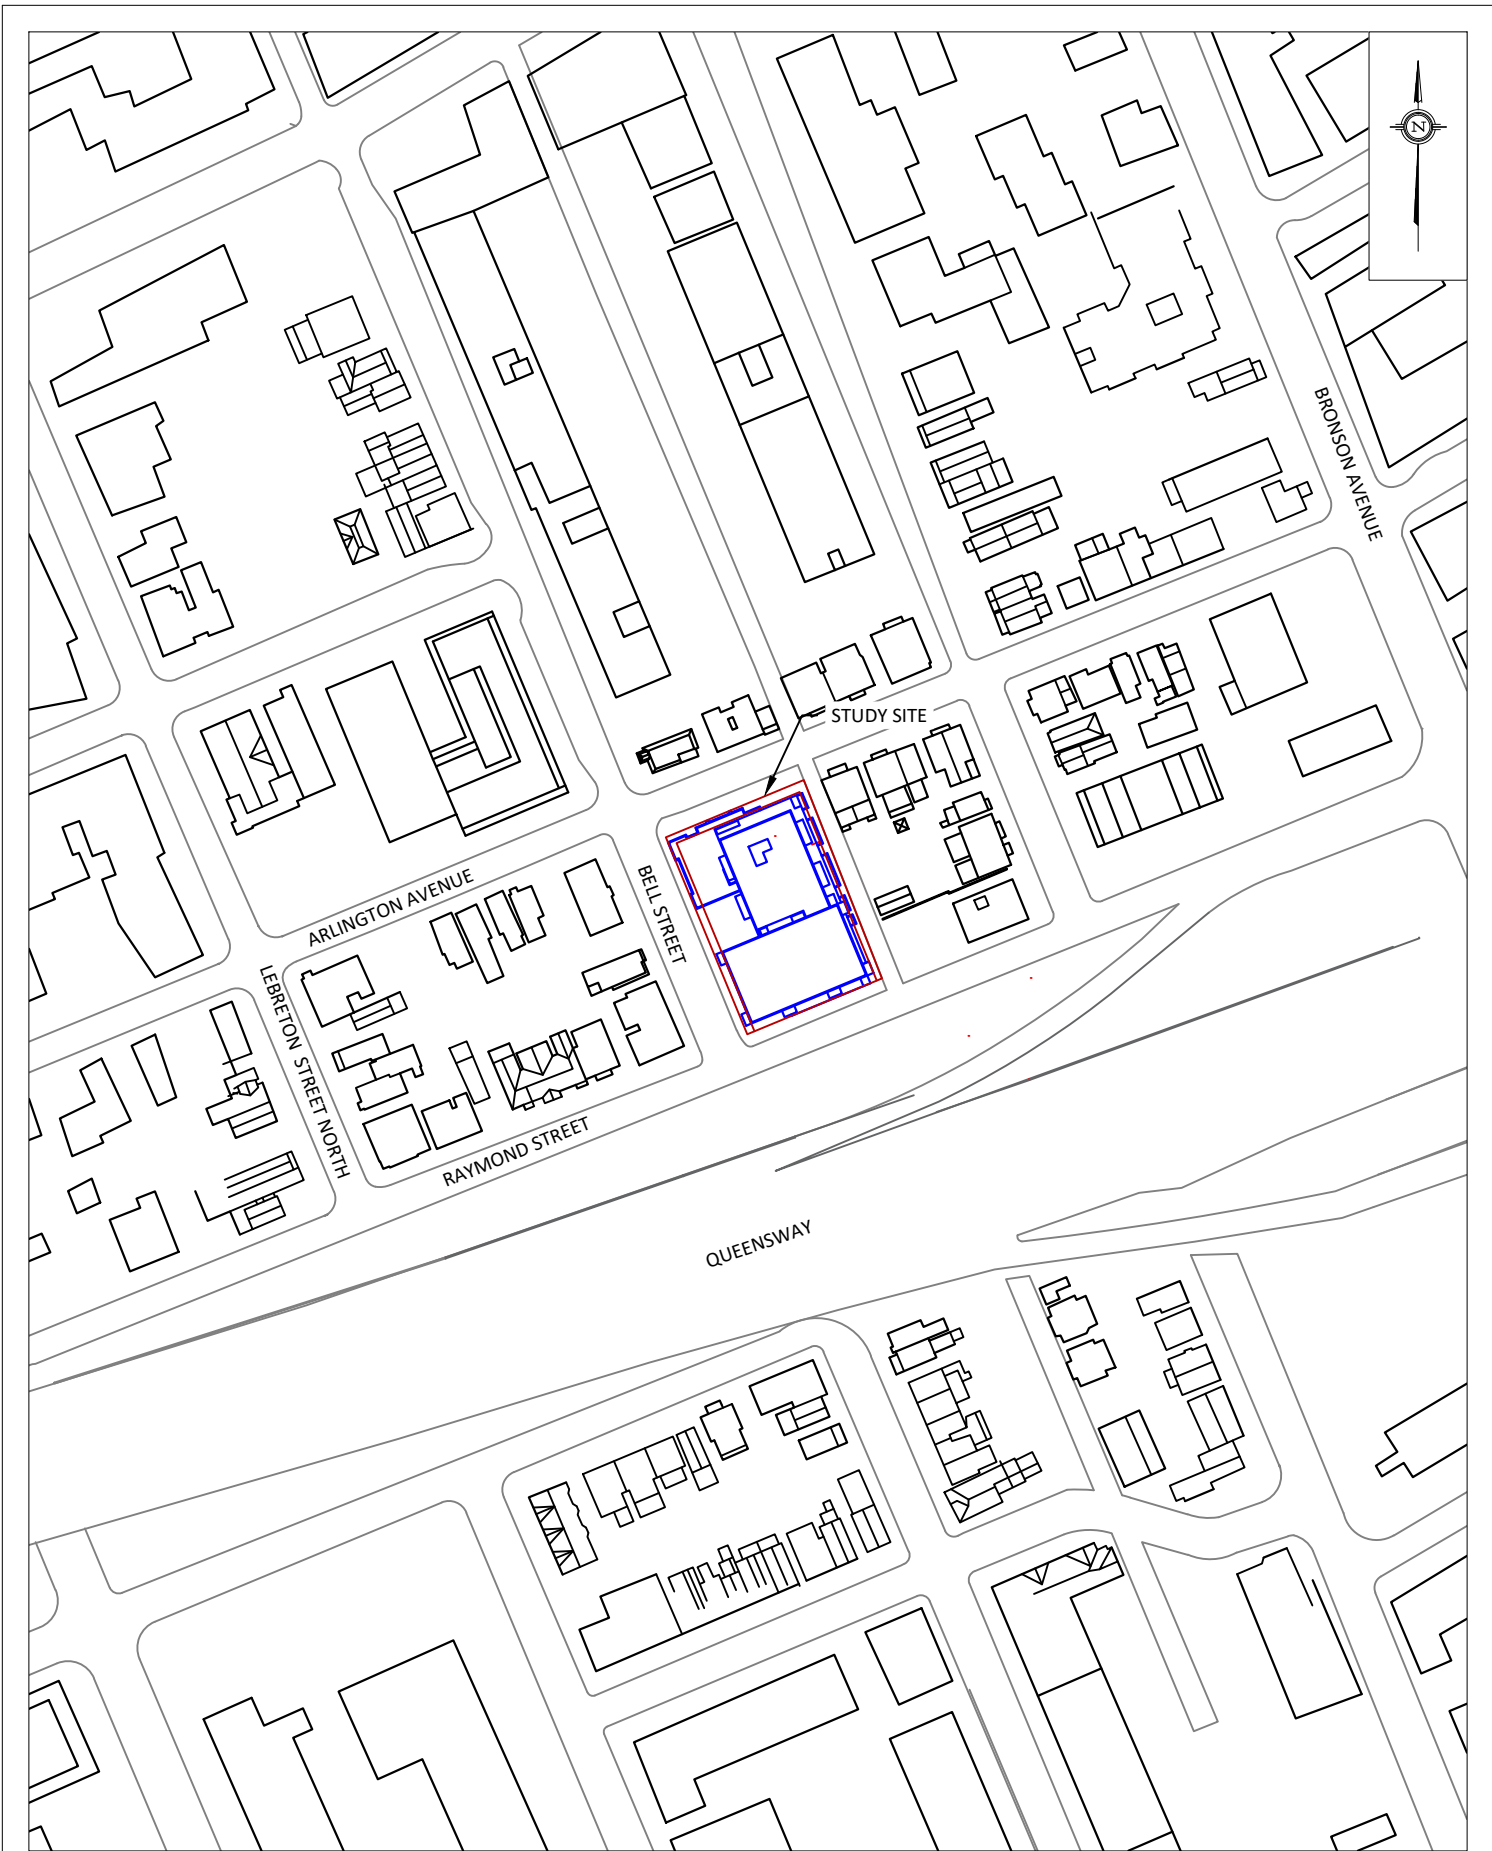 N
BRONSON AVENUE
STUDY SITE
ARLINGTON AVENUE
BELL STREET
LEBRETON STREET NORTH
RAYMOND STREET
QUEENSWAY